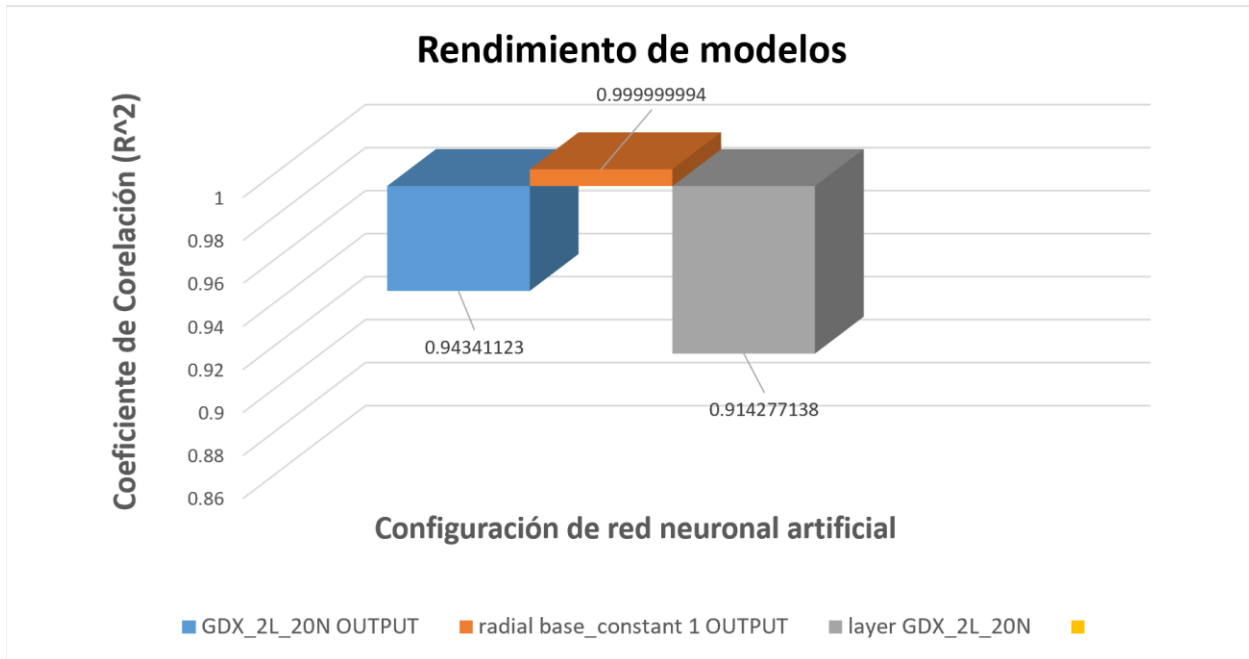 Rendimiento de modelos
0.999999994
Coeficiente de Corelación (R^2)
1
0.98
0.96
0.94
0.92
0.9
0.88
0.86
0.94341123
0.914277138
Configuración de red neuronal artificial
GDX_2L_20N OUTPUT
radial base_constant 1 OUTPUT
layer GDX_2L_20N